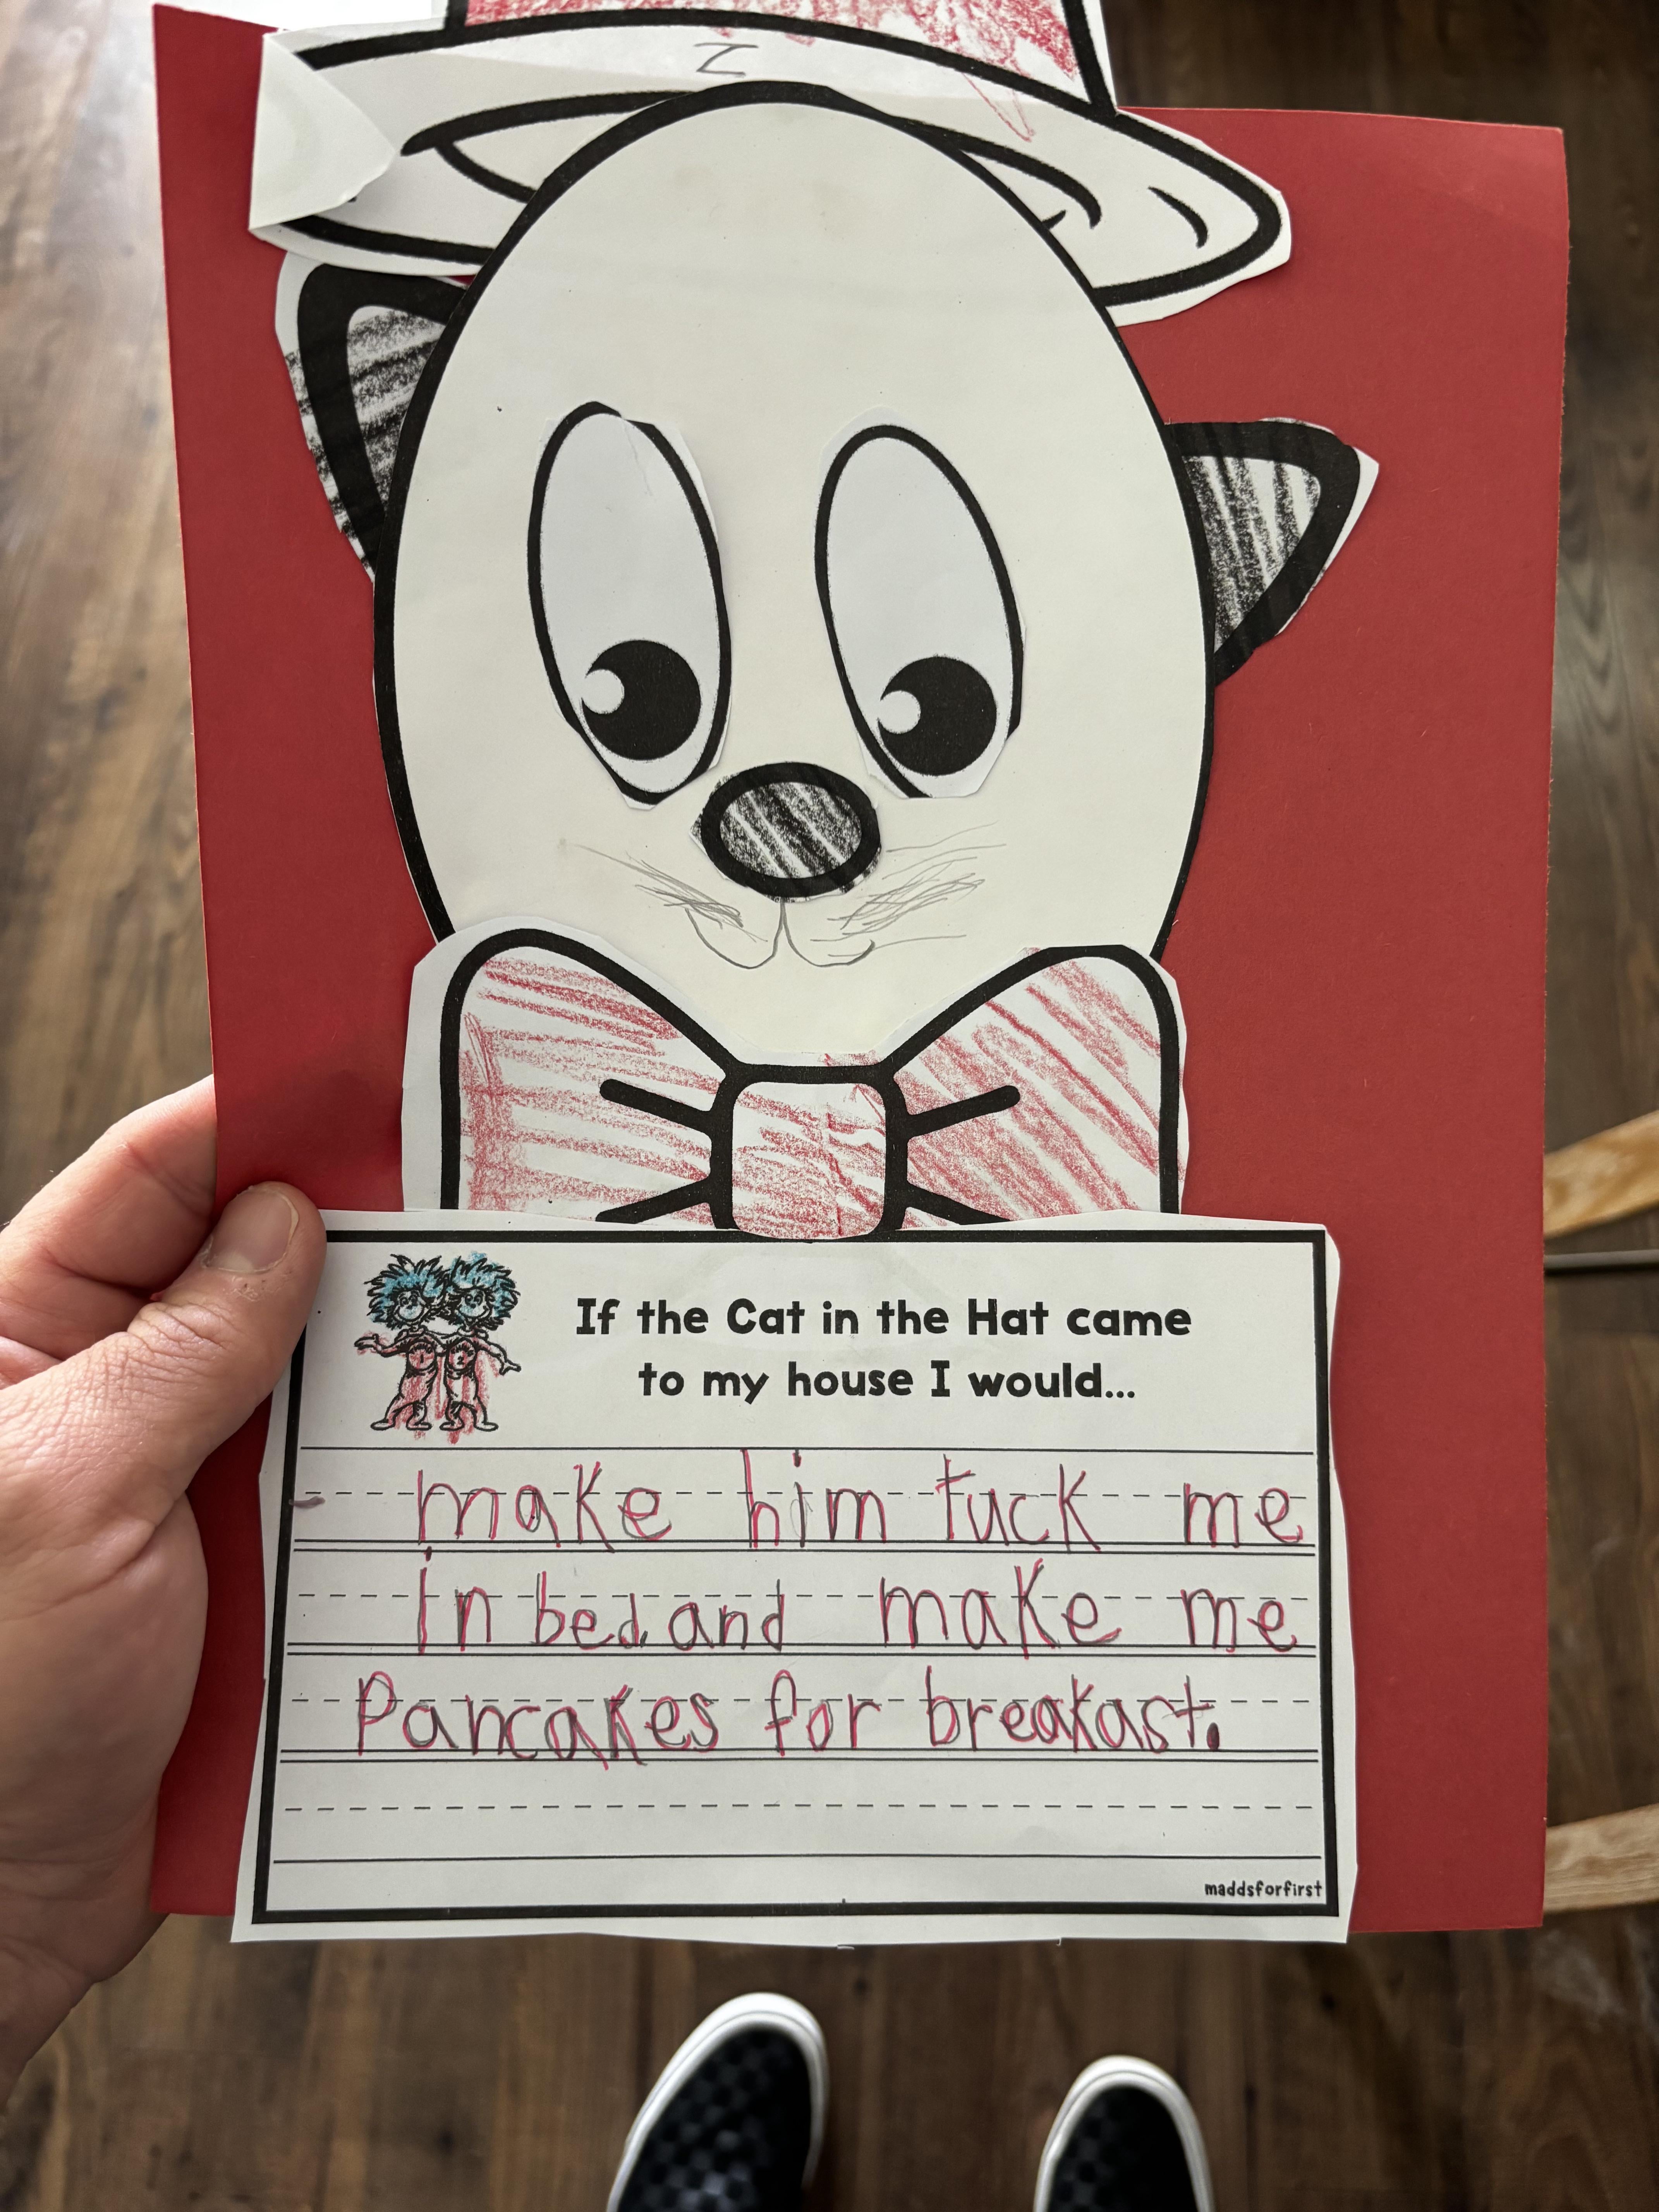 Z
If the Cat in the Hat came
to my house I would...
make him tuck me
in bed. and make me
Pancakes for breakast.
maddsforfirst